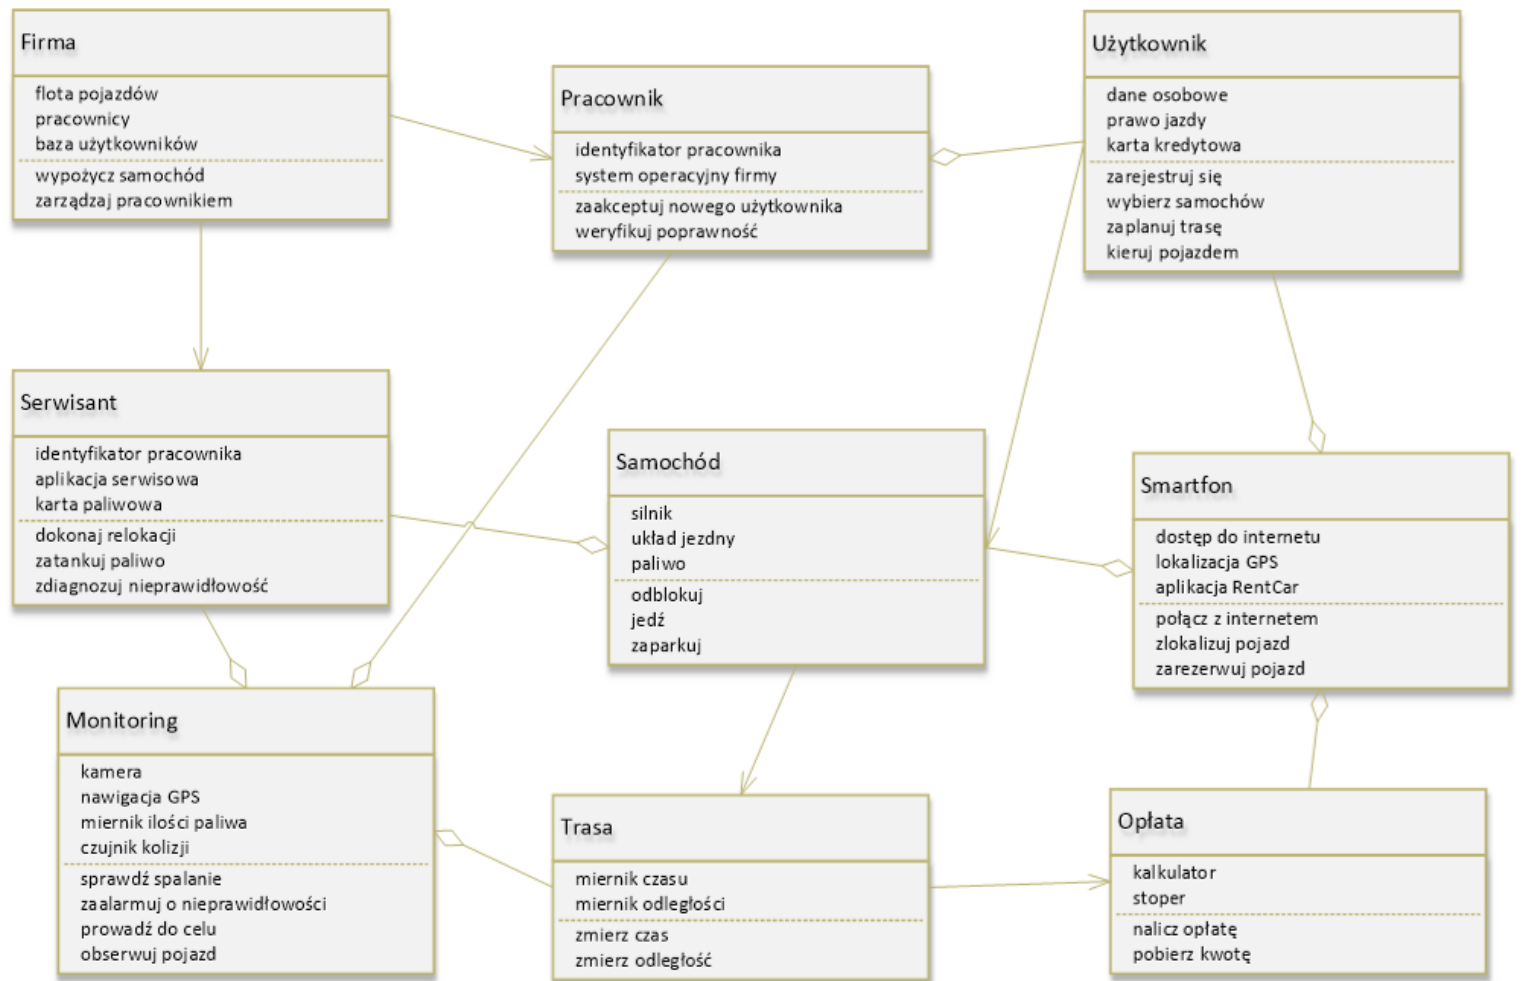 Firma
flota pojazdów
pracownicy
baza użytkowników
wypożycz samochód
zarządzaj pracownikiem
Pracownik
identyfikator pracownika
system operacyjny firmy
zaakceptuj nowego użytkownika
weryfikuj poprawność
Użytkownik
dane osobowe
prawo jazdy
karta kredytowa
zarejestruj się
wybierz samochów
zaplanuj trasę
kieruj pojazdem
Serwisant
identyfikator pracownika
aplikacja serwisowa
karta paliwowa
dokonaj relokacji
zatankuj paliwo
zdiagnozuj nieprawidłowość
Samochód
silnik
układ jezdny
paliwo
odblokuj
jedź
zaparkuj
Smartfon
dostęp do internetu
lokalizacja GPS
aplikacja RentCar
połącz z internetem
zlokalizuj pojazd
zarezerwuj pojazd
Monitoring
kamera
nawigacja GPS
miernik ilości paliwa
czujnik kolizji
sprawdź spalanie
zaalarmuj o nieprawidłowości
prowadź do celu
obserwuj pojazd
Trasa
miernik czasu
miernik odległości
zmierz czas
zmierz odległość
Opłata
kalkulator
stoper
nalicz opłatę
pobierz kwotę